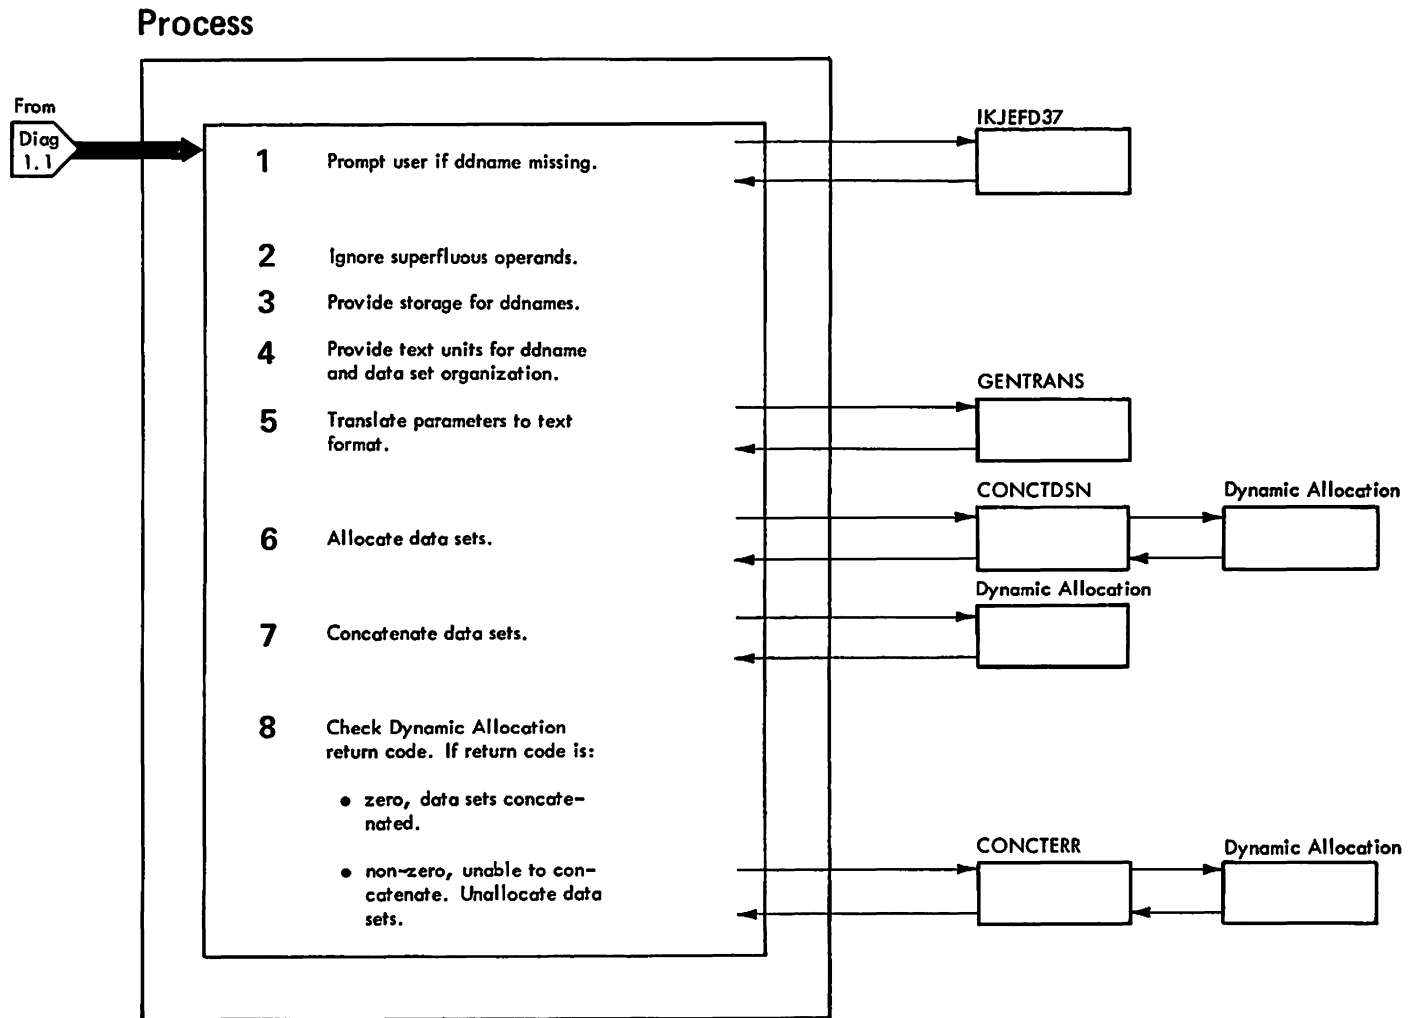 Process
From
Diag
1.1
1 Prompt user if ddname missing.
IKJEFD37
2 Ignore superfluous operands.
3 Provide storage for ddnames.
4 Provide text units for ddname
and data set organization.
GENTRANS
5 Translate parameters to text
format.
CONCTDSN
Dynamic Allocation
6 Allocate data sets.
Dynamic Allocation
7 Concatenate data sets.
8 Check Dynamic Allocation
return code. If return code is:
• zero, data sets concate-
nated.
CONCTERR
Dynamic Allocation
• non-zero, unable to con-
catenate. Unallocate data
sets.